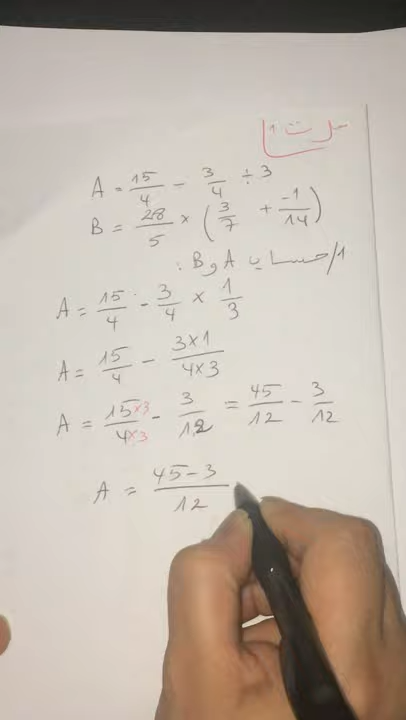 حل ت 1
A = 15/4 - 3/4 ÷ 3
B = 28/5 × (3/7 + -1/14)
1/ حساب A و B :
A = 15/4 - 3/4 × 1/3
A = 15/4 - 3×1/4×3
A = 15×3/4×3 - 3/12 = 45/12 - 3/12
A = 45-3/12